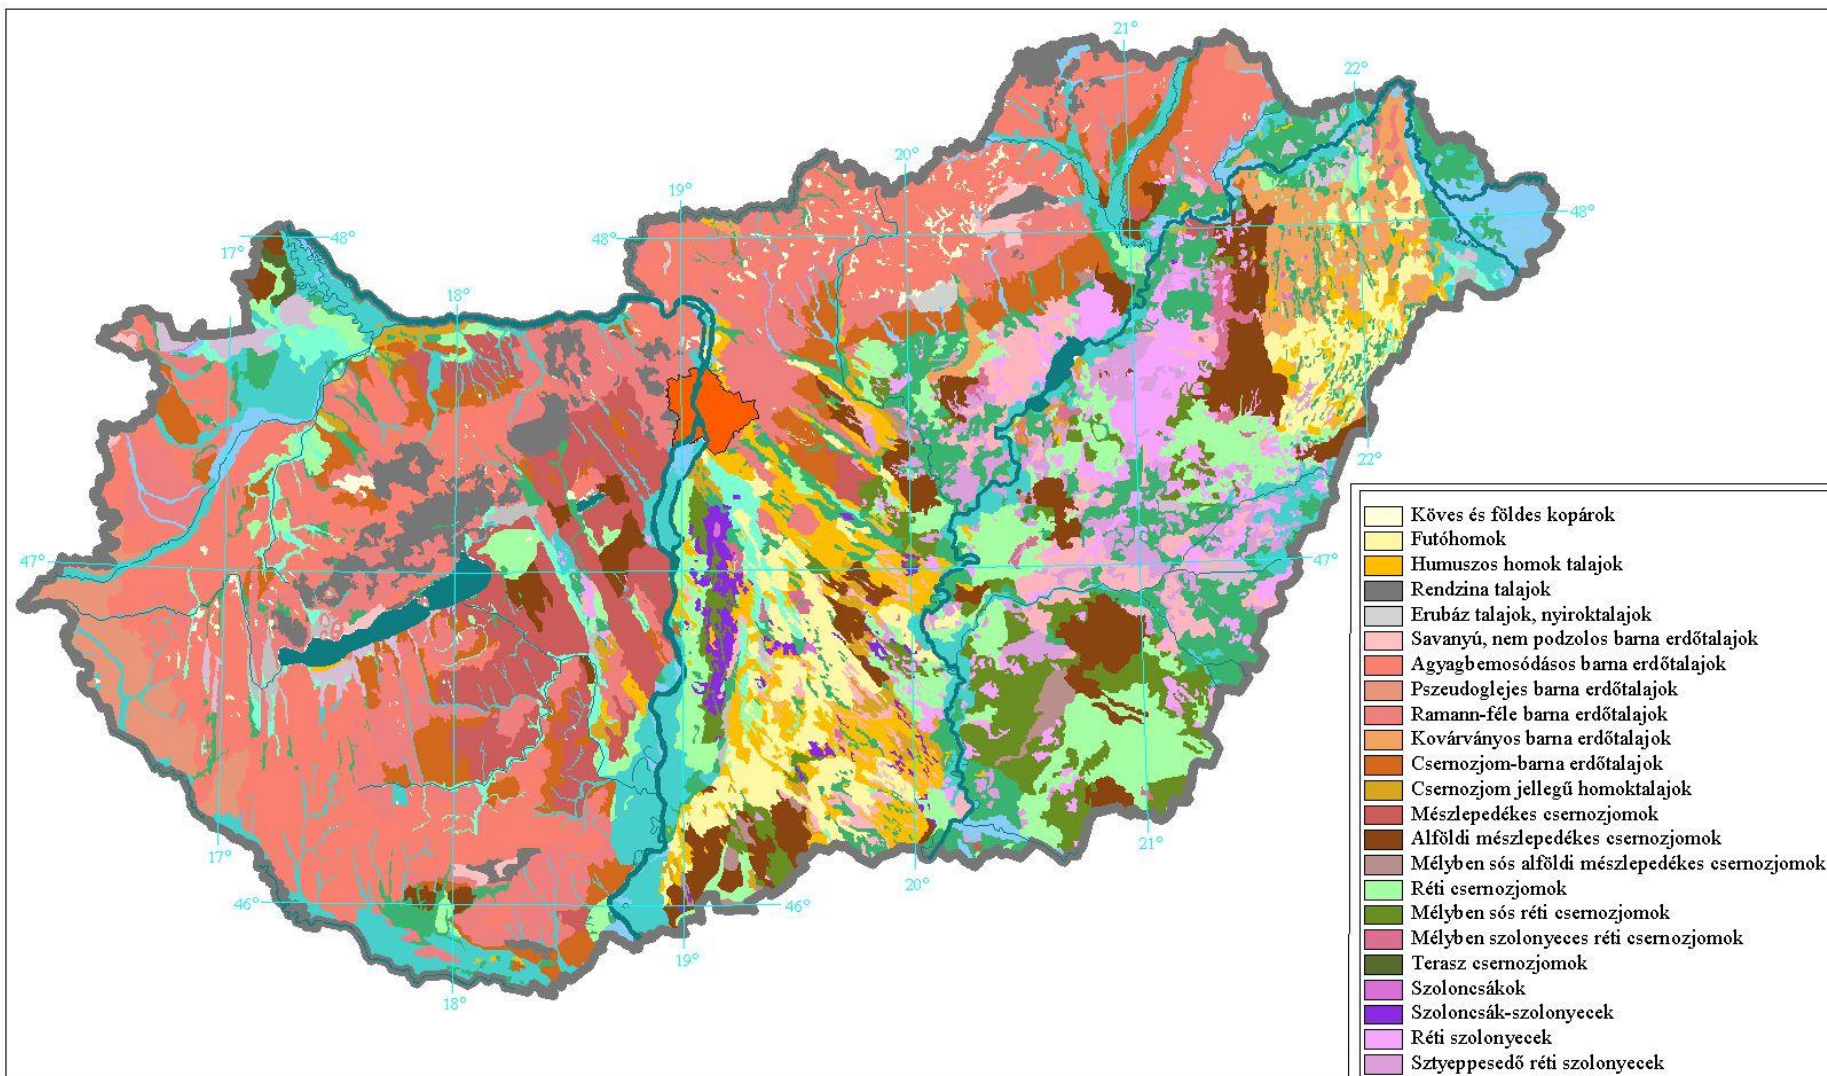 21°
22°
20°
19°
48°
48°
17°
48°
18°
22°
47°
47°
17°
21°
20°
46°
46°
19°
18°
Köves és földes kopárok
Futóhomok
Humuszos homok talajok
Rendzina talajok
Erubáz talajok, nyiroktalajok
Savanyú, nem podzolos barna erdőtalajok
Agyagbemosódásos barna erdőtalajok
Pszeudoglejes barna erdőtalajok
Ramann-féle barna erdőtalajok
Kovárványos barna erdőtalajok
Csernozjom-barna erdőtalajok
Csernozjom jellegű homoktalajok
Mészlepedékes csernozjomok
Alföldi mészlepedékes csernozjomok
Mélyben sós alföldi mészlepedékes csernozjomok
Réti csernozjomok
Mélyben sós réti csernozjomok
Mélyben szolonyeces réti csernozjomok
Terasz csernozjomok
Szoloncsákok
Szoloncsák-szolonyecek
Réti szolonyecek
Sztyeppesedő réti szolonyecek